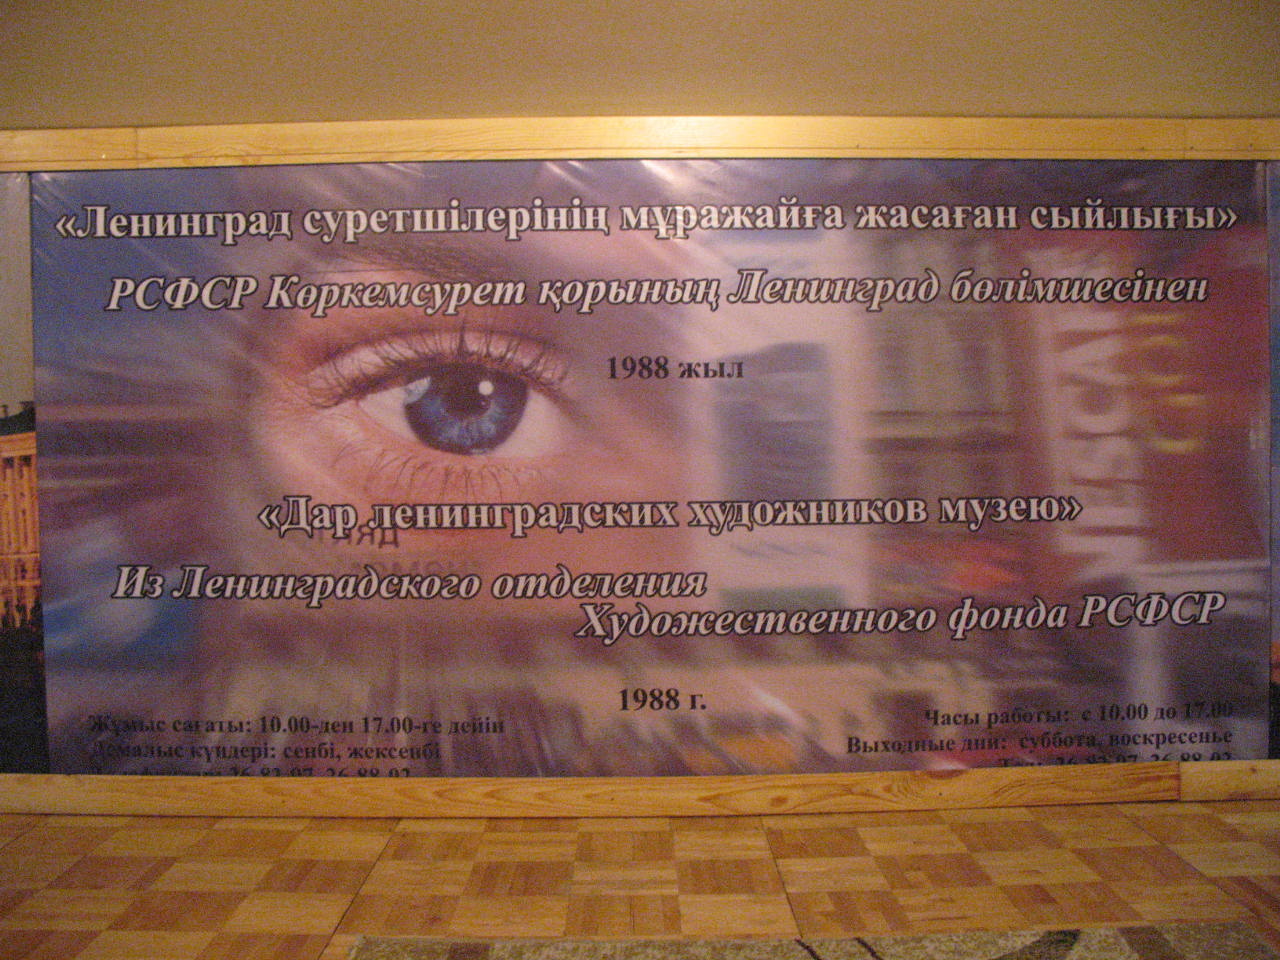 «Ленинград суретшілерінің мұражайға жасаған сыйлығы»
РСФСР Көркемсурет қорының Ленинград бөлімшесінен
1988 жыл
«Дар ленинградских художников музею»
Из Ленинградского отделения
Художественного фонда РСФСР
1988 г.
Жұмыс сағаты: 10.00-ден 17.00-ге дейін
Демалыс күндері: сенбі, жексенбі
Часы работы: с 10.00 до 17.00
Выходные дни: суббота, воскресенье